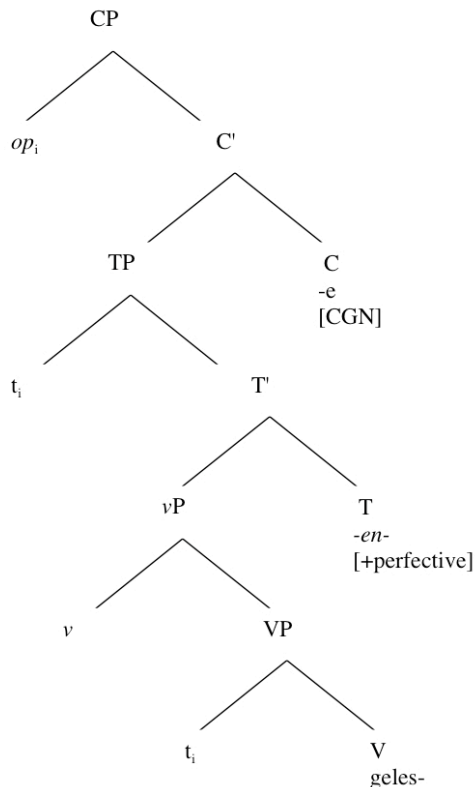 CP
opᵢ
C'
TP
C
-e
[CGN]
tᵢ
T'
vP
T
-en-
[+perfective]
v
VP
tᵢ
V
geles-